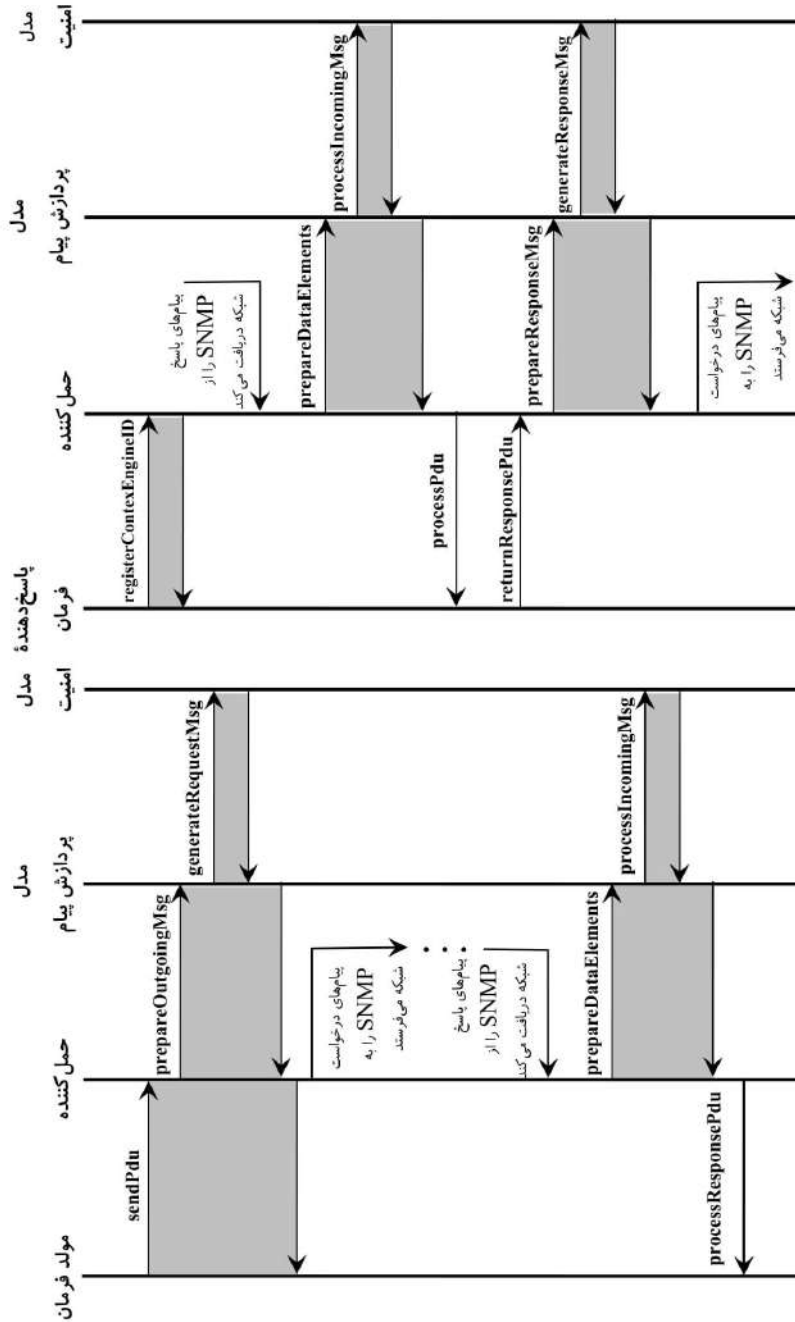 مولد فرمان
حمل‌کننده
مدل
پردازش پیام
مدل
امنیت
sendPdu
prepareOutgoingMsg
generateRequestMsg
پیام‌های درخواست
SNMP را به
شبکه می‌فرستد
پیام‌های پاسخ
SNMP را از
شبکه دریافت می‌کند
prepareDataElements
processIncomingMsg
processResponsePdu
پاسخ‌دهندهٔ
فرمان
حمل‌کننده
مدل
پردازش پیام
مدل
امنیت
registerContexEngineID
پیام‌های پاسخ
SNMP را از
شبکه دریافت می‌کند
prepareDataElements
processIncomingMsg
processPdu
returnResponsePdu
prepareResponseMsg
generateResponseMsg
پیام‌های درخواست
SNMP را به
شبکه می‌فرستد